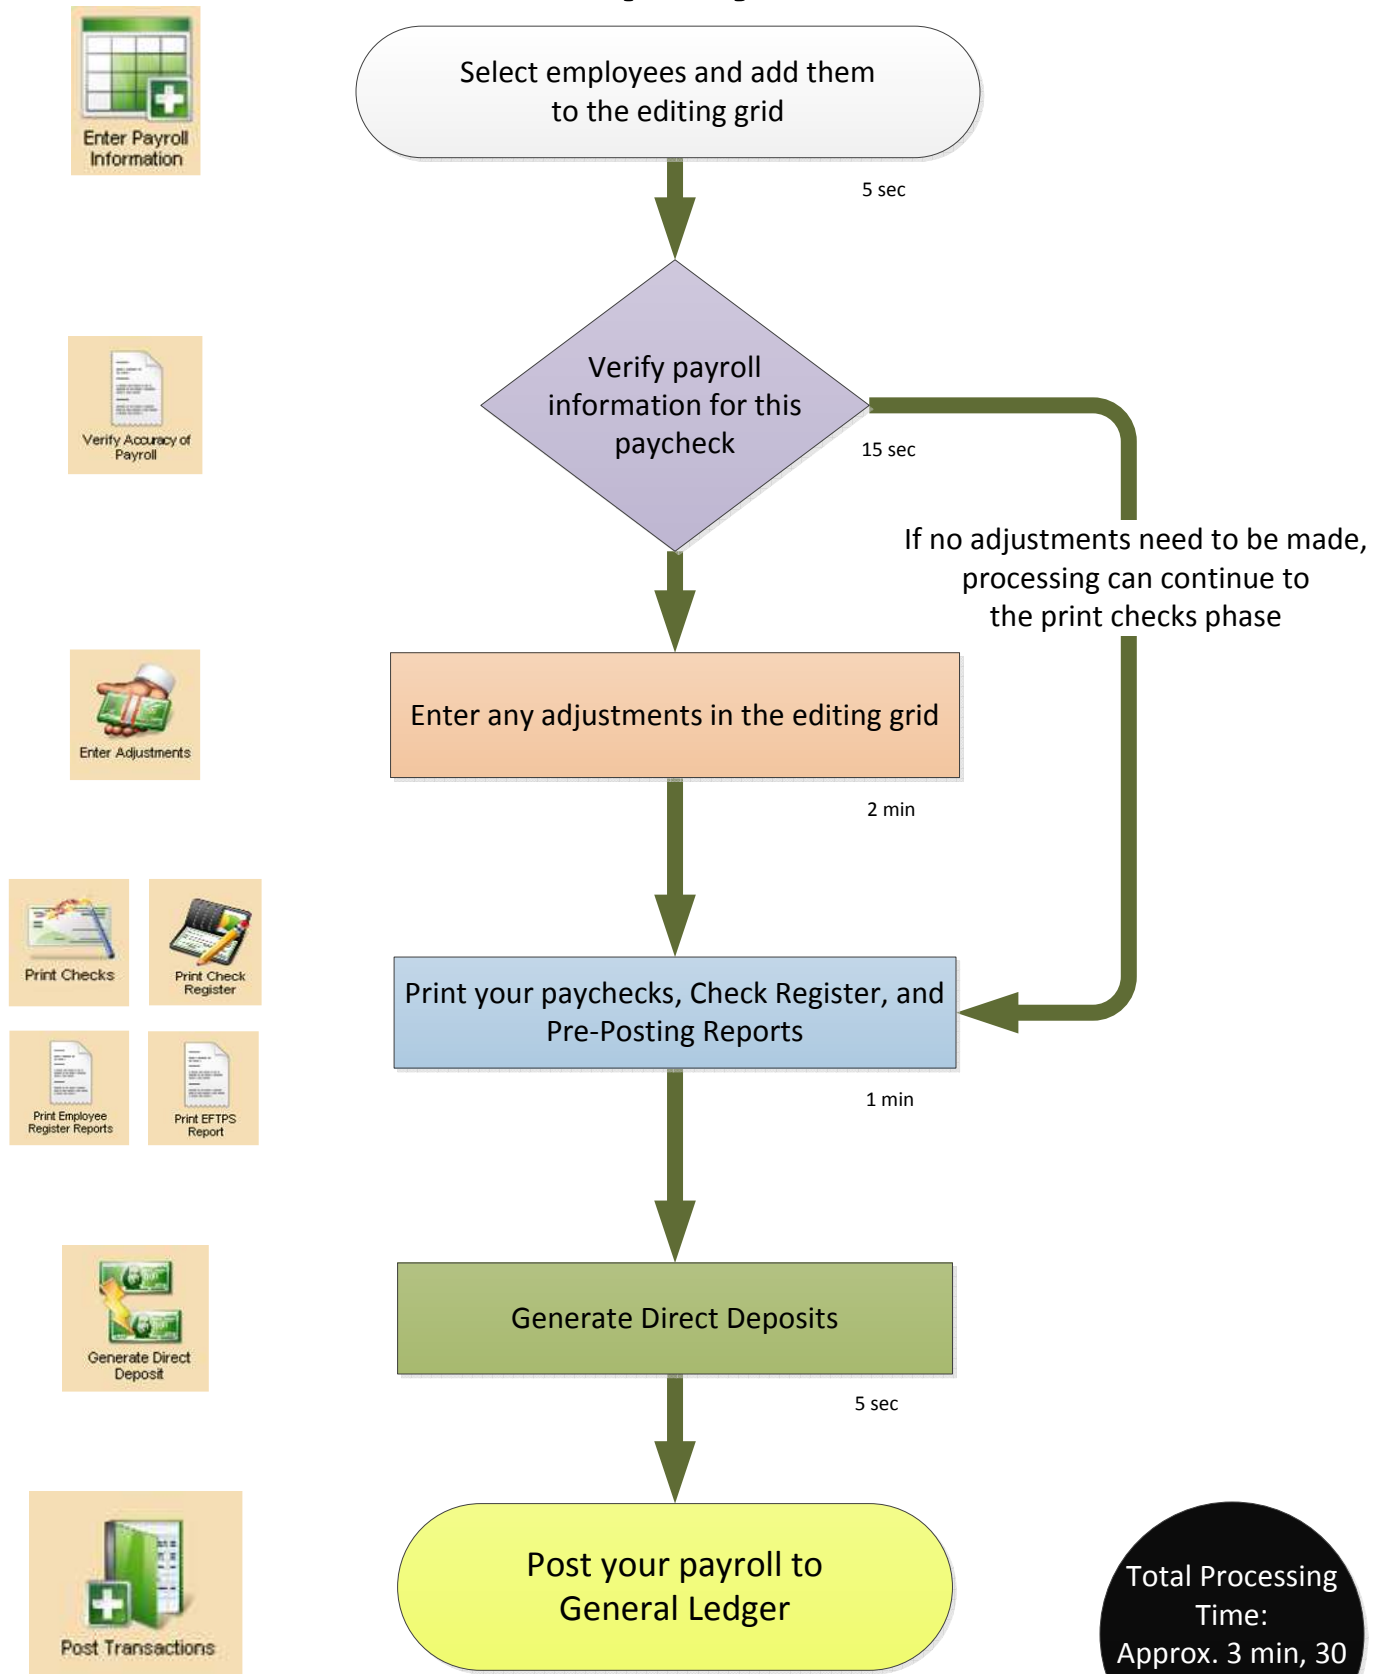 Enter Payroll
Information
Select employees and add them
to the editing grid
5 sec
Verify Accuracy of
Payroll
Verify payroll
information for this
paycheck
15 sec
If no adjustments need to be made,
processing can continue to
the print checks phase
Enter Adjustments
Enter any adjustments in the editing grid
2 min
Print Checks
Print Check
Register
Print Employee
Register Reports
Print EFTPS
Report
Print your paychecks, Check Register, and
Pre-Posting Reports
1 min
Generate Direct
Deposit
Generate Direct Deposits
5 sec
Post Transactions
Post your payroll to
General Ledger
Total Processing
Time:
Approx. 3 min, 30